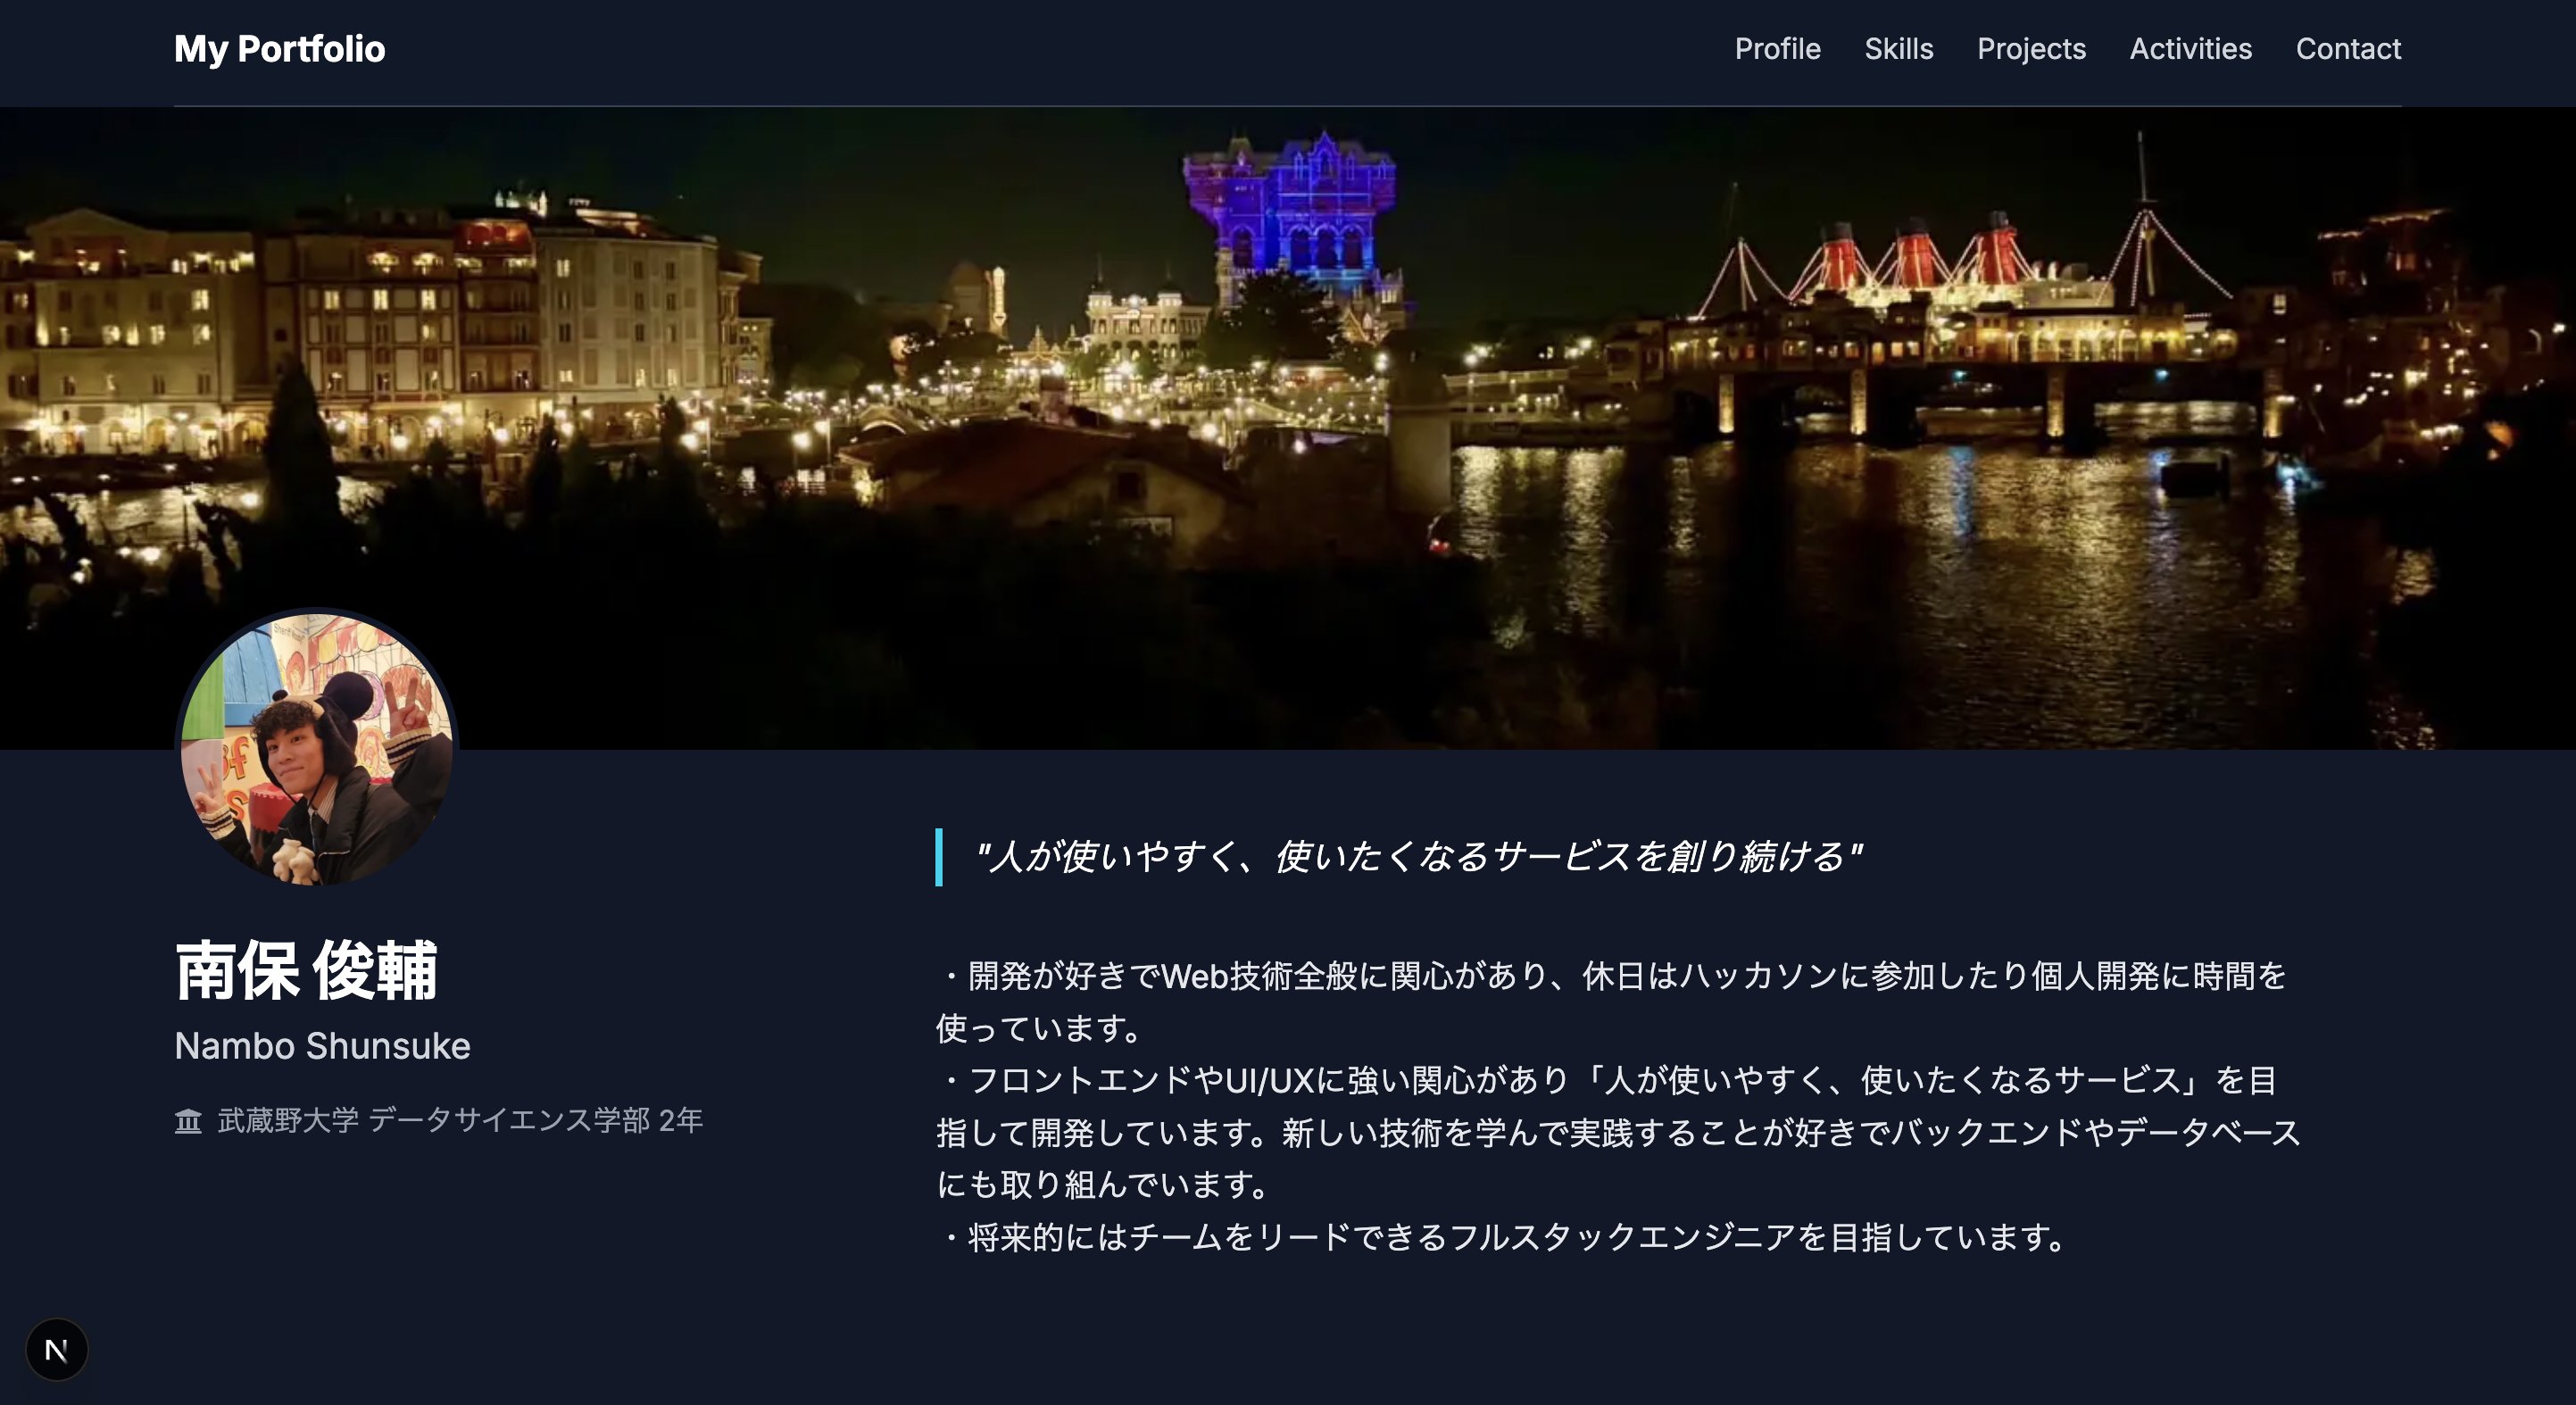 My Portfolio
Profile Skills Projects Activities Contact
"人が使いやすく、使いたくなるサービスを創り続ける"
南保 俊輔
Nambo Shunsuke
武蔵野大学 データサイエンス学部 2年
・開発が好きでWeb技術全般に関心があり、休日はハッカソンに参加したり個人開発に時間を
使っています。
・フロントエンドやUI/UXに強い関心があり「人が使いやすく、使いたくなるサービス」を目
指して開発しています。新しい技術を学んで実践することが好きでバックエンドやデータベース
にも取り組んでいます。
・将来的にはチームをリードできるフルスタックエンジニアを目指しています。
N